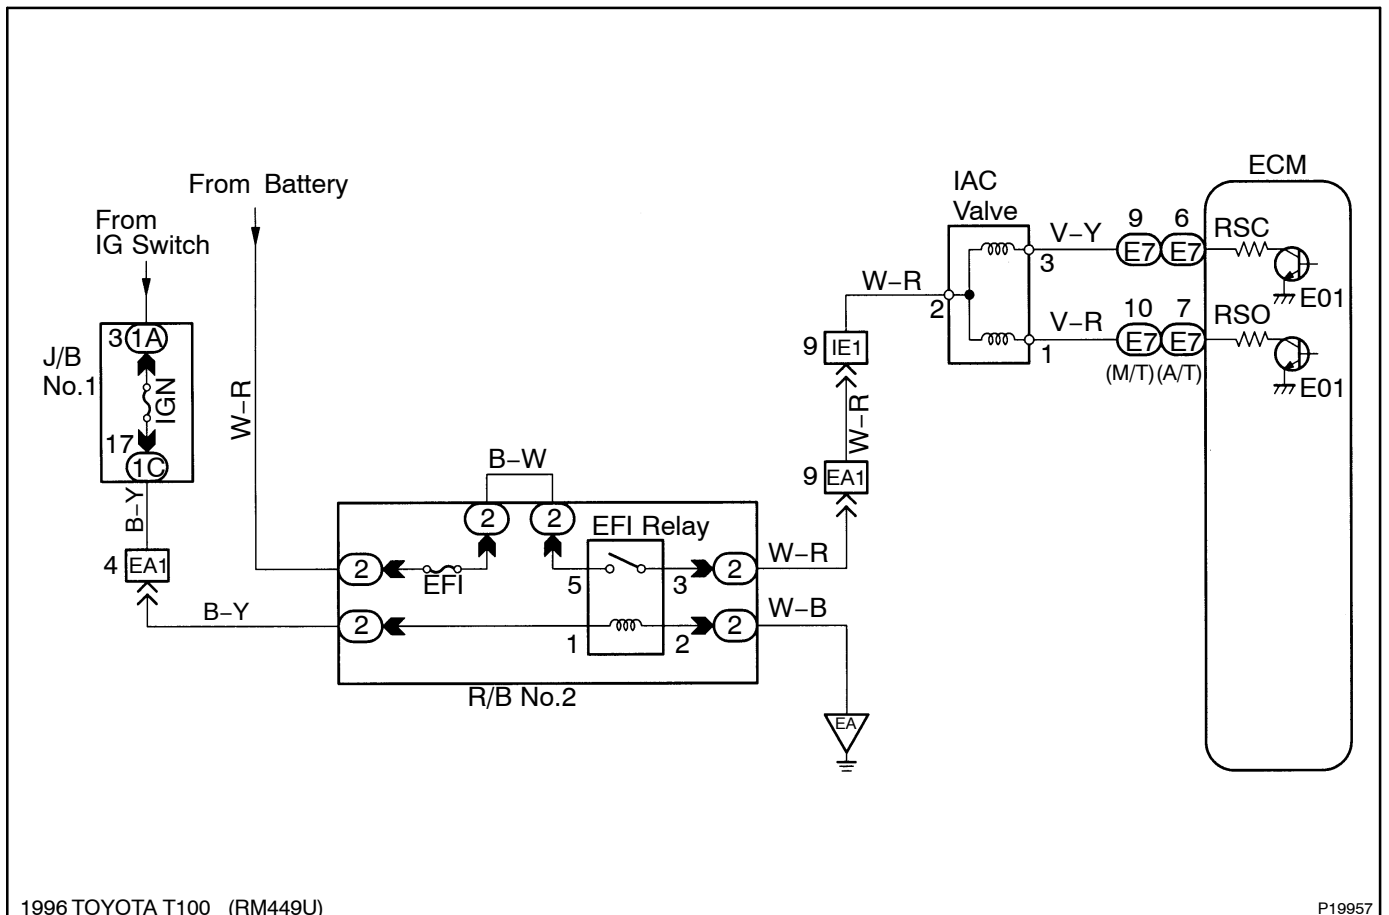 ECM
IAC
Valve
From Battery
From
IG Switch
V–Y
9
6
E7
E7
RSC
3
E01
W–R
2
V–R
10
7
E7
E7
RSO
1
(M/T)
(A/T)
E01
3
1A
J/B
No.1
IGN
17
1C
W–R
9
IE1
W–R
9
EA1
B–Y
4
EA1
B–W
2
2
EFI Relay
2
EFI
5
3
2
W–R
B–Y
2
1
2
2
W–B
R/B No.2
EA
1996 TOYOTA T100 (RM449U)
P19957